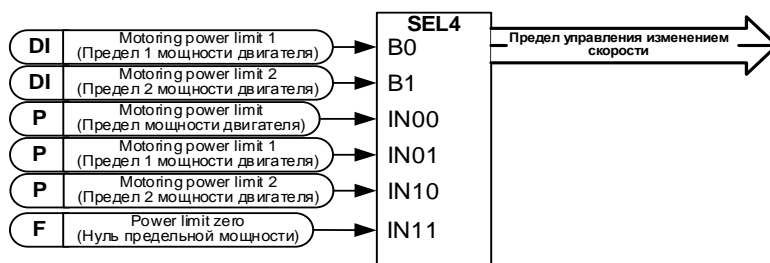 SEL4
DI Motoring power limit 1
(Предел 1 мощности двигателя)
B0
Предел управления изменением
скорости
DI Motoring power limit 2
(Предел 2 мощности двигателя)
B1
P Motoring power limit
(Предел мощности двигателя)
IN00
P Motoring power limit 1
(Предел 1 мощности двигателя)
IN01
P Motoring power limit 2
(Предел 2 мощности двигателя)
IN10
F Power limit zero
(Нуль предельной мощности)
IN11